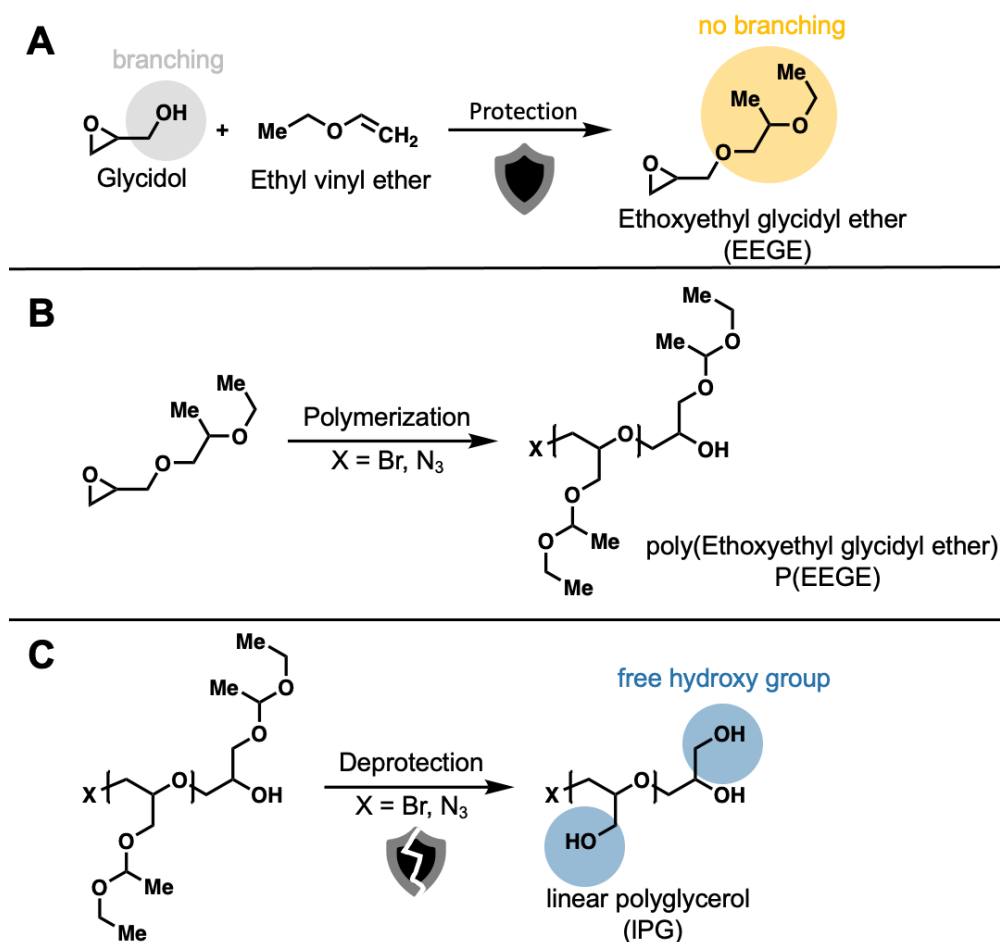 A
branching
no branching
O
OH
+
Me
O
CH2
Protection
Me
Me
O
O
O
Glycidol
Ethyl vinyl ether
Ethoxyethyl glycidyl ether
(EEGE)
B
Me
Me
O
O
O
Polymerization
X = Br, N3
Me
Me
O
O
X
O
OH
O
O
Me
Me
poly(Ethoxyethyl glycidyl ether)
P(EEGE)
C
Me
Me
O
O
X
O
OH
O
O
Me
Me
Deprotection
X = Br, N3
free hydroxy group
OH
X
O
OH
HO
linear polyglycerol
(lPG)